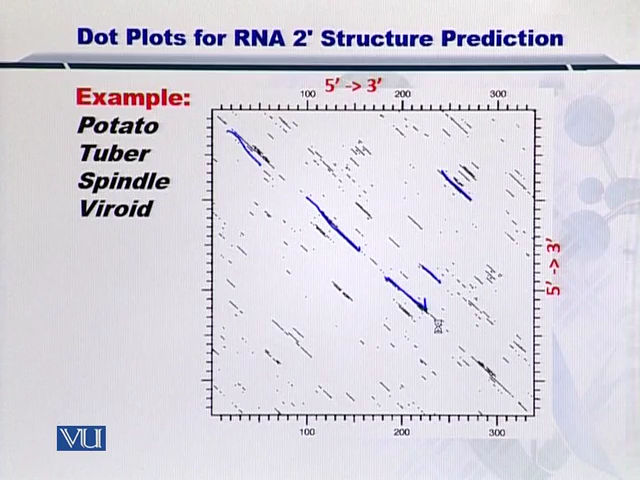 Dot Plots for RNA 2' Structure Prediction
Example:
Potato
Tuber
Spindle
Viroid
5' -> 3'
100 200 300
5' -> 3'
100 200 300
VU